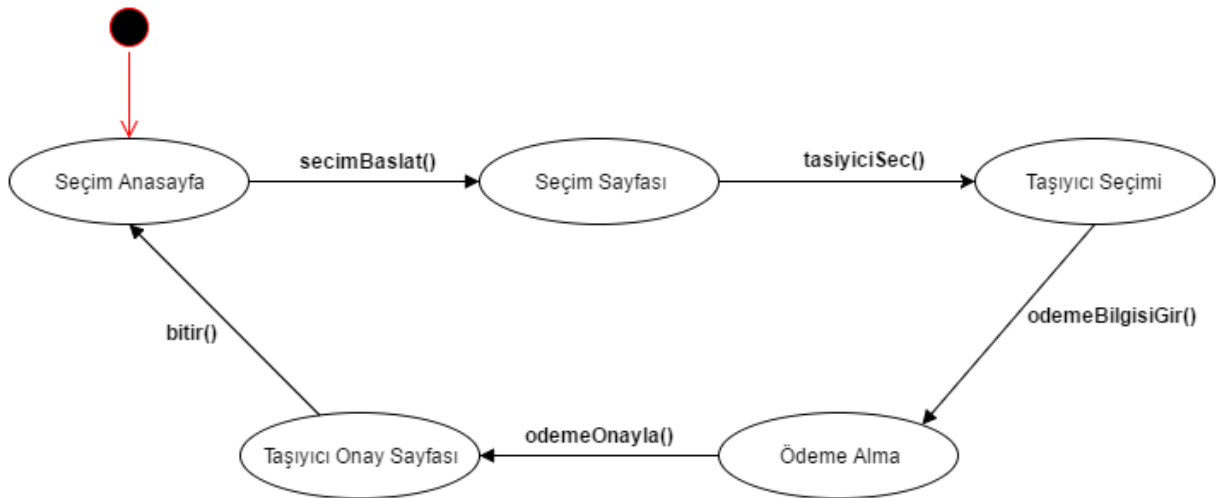 secimBaslat()
tasiyiciSec()
Seçim Anasayfa
Seçim Sayfası
Taşıyıcı Seçimi
odemeBilgisiGir()
bitir()
odemeOnayla()
Taşıyıcı Onay Sayfası
Ödeme Alma